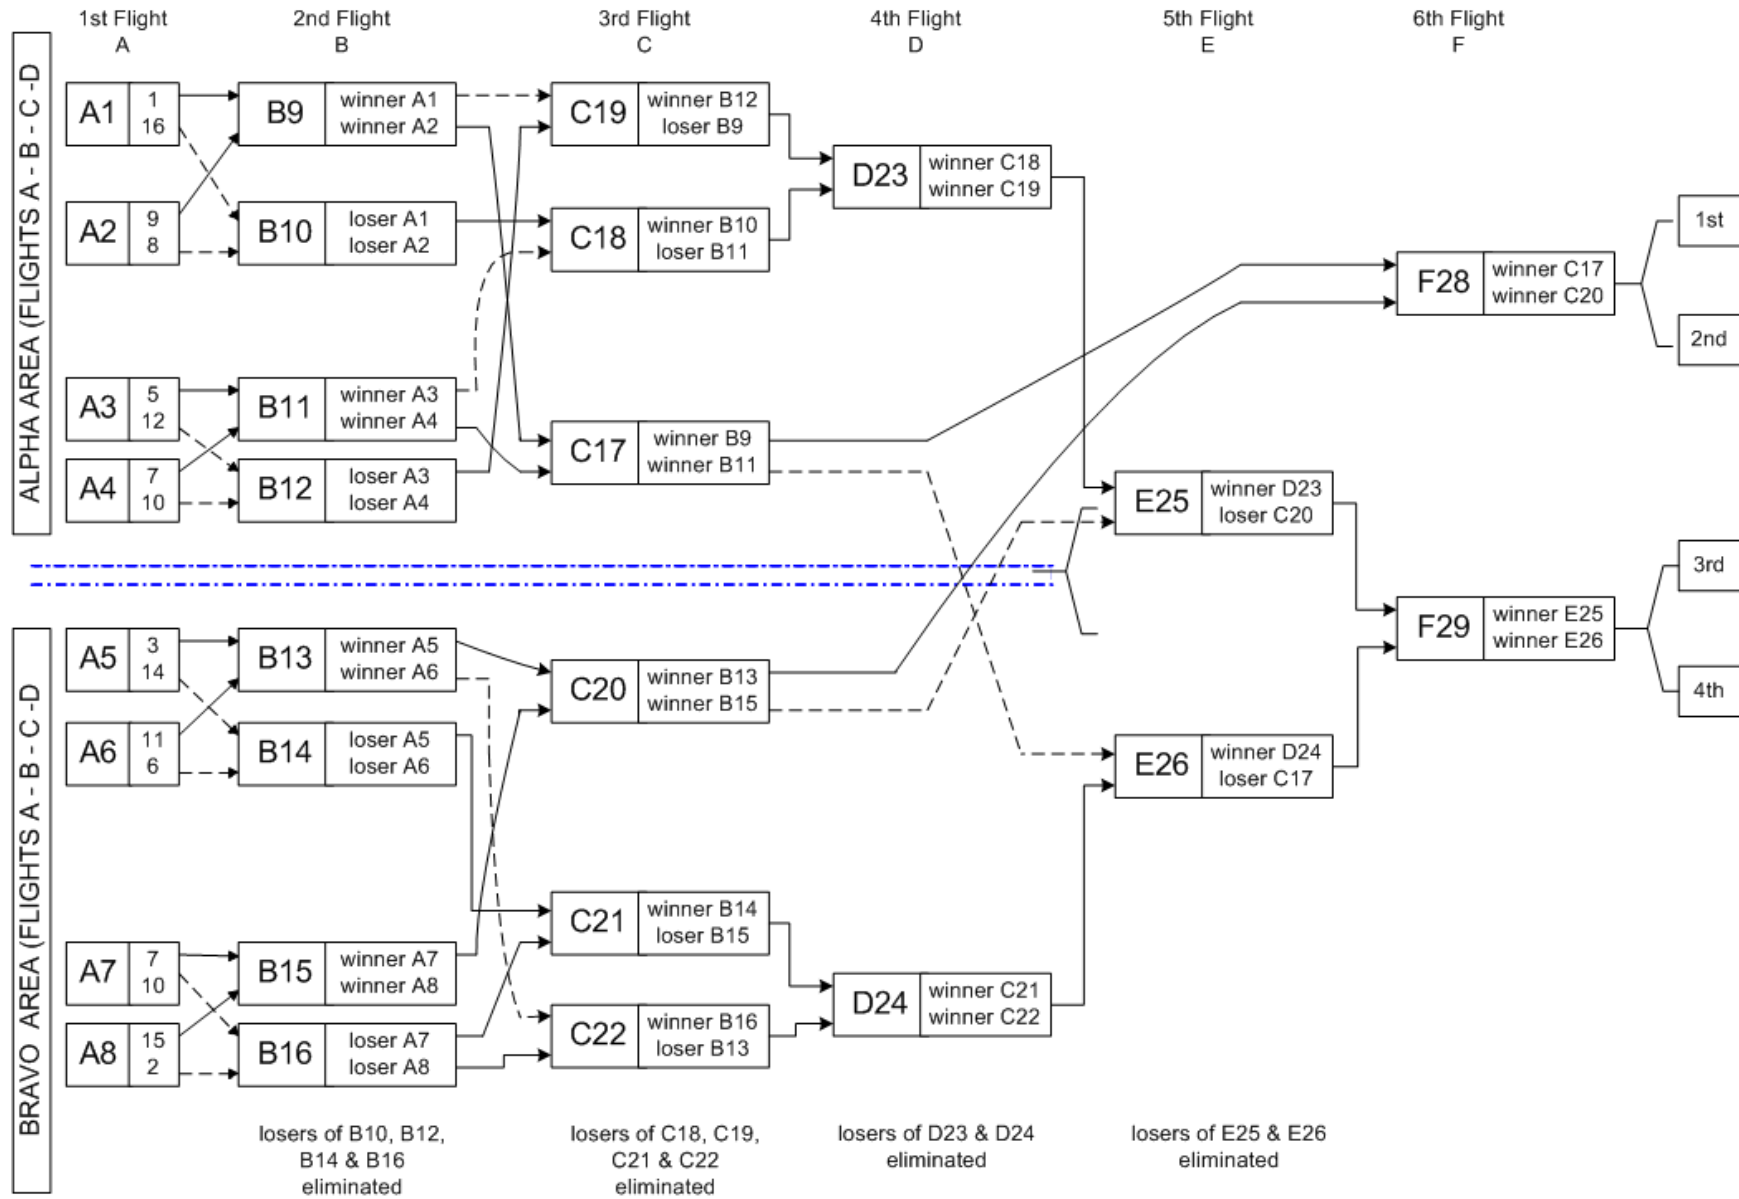 1st Flight
A
2nd Flight
B
3rd Flight
C
4th Flight
D
5th Flight
E
6th Flight
F
ALPHA AREA (FLIGHTS A - B - C -D
A1
1
16
A2
9
8
A3
5
12
A4
7
10
B9
winner A1
winner A2
B10
loser A1
loser A2
B11
winner A3
winner A4
B12
loser A3
loser A4
C19
winner B12
loser B9
C18
winner B10
loser B11
C17
winner B9
winner B11
D23
winner C18
winner C19
BRAVO AREA (FLIGHTS A - B - C - D
A5
3
14
A6
11
6
A7
7
10
A8
15
2
B13
winner A5
winner A6
B14
loser A5
loser A6
B15
winner A7
winner A8
B16
loser A7
loser A8
C20
winner B13
winner B15
C21
winner B14
loser B15
C22
winner B16
loser B13
D24
winner C21
winner C22
E25
winner D23
loser C20
E26
winner D24
loser C17
F28
winner C17
winner C20
F29
winner E25
winner E26
1st
2nd
3rd
4th
losers of B10, B12,
B14 & B16
eliminated
losers of C18, C19,
C21 & C22
eliminated
losers of D23 & D24
eliminated
losers of E25 & E26
eliminated